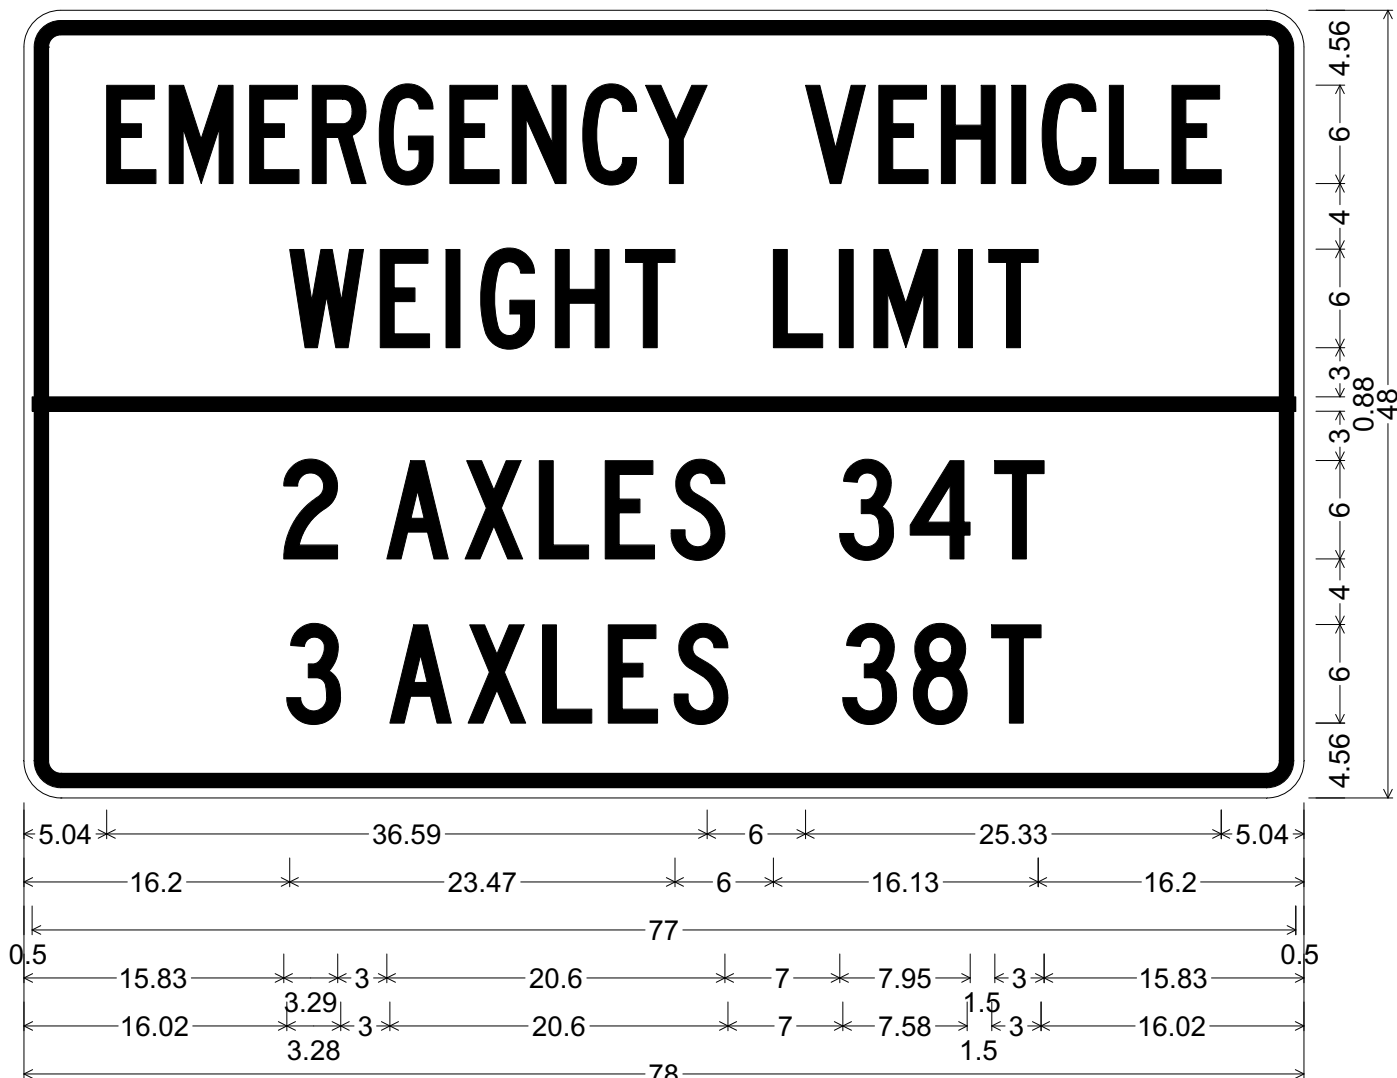 EMERGENCY VEHICLE
WEIGHT LIMIT
2 AXLES 34T
3 AXLES 38T
4.56
6
4
6
3
0.88
48
3
6
4
6
4.56
5.04 36.59 6 25.33 5.04
16.2 23.47 6 16.13 16.2
77
0.5 0.5
15.83 3 20.6 7 7.95 3 15.83
3.29 1.5
16.02 3 20.6 7 7.58 3 16.02
3.28 1.5
78